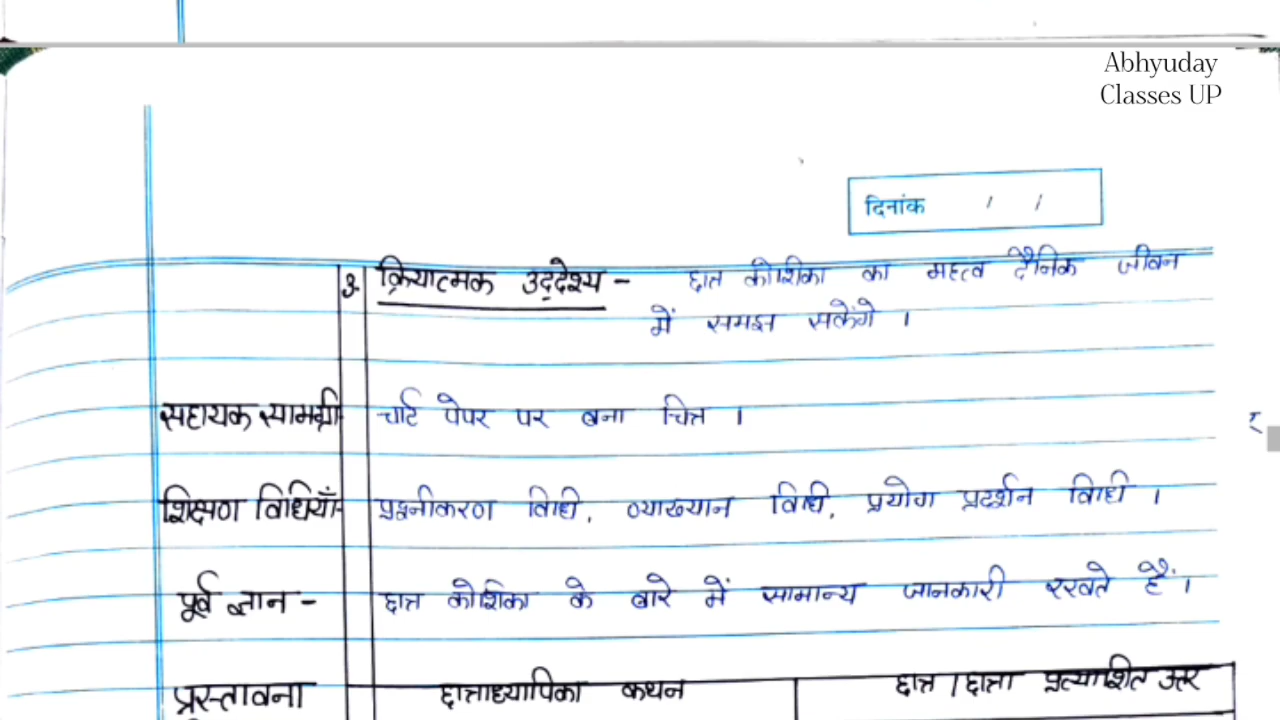 Abhyuday
Classes UP
दिनांक / /
3. क्रियात्मक उद्देश्य - छात्र कोशिका का महत्व दैनिक जीवन
में समझ सकेंगे ।
सहायक सामग्री- चार्ट पेपर पर बना चित्र ।
शिक्षण विधियाँ- प्रश्नीकरण विधी, व्याख्यान विधी, प्रयोग प्रदर्शन विधी ।
पूर्व ज्ञान - छात्र कोशिका के बारे में सामान्य जानकारी रखते हैं ।
प्रस्तावना छात्राध्यापिका कथन छात्र / छात्रा प्रत्याशित उत्तर